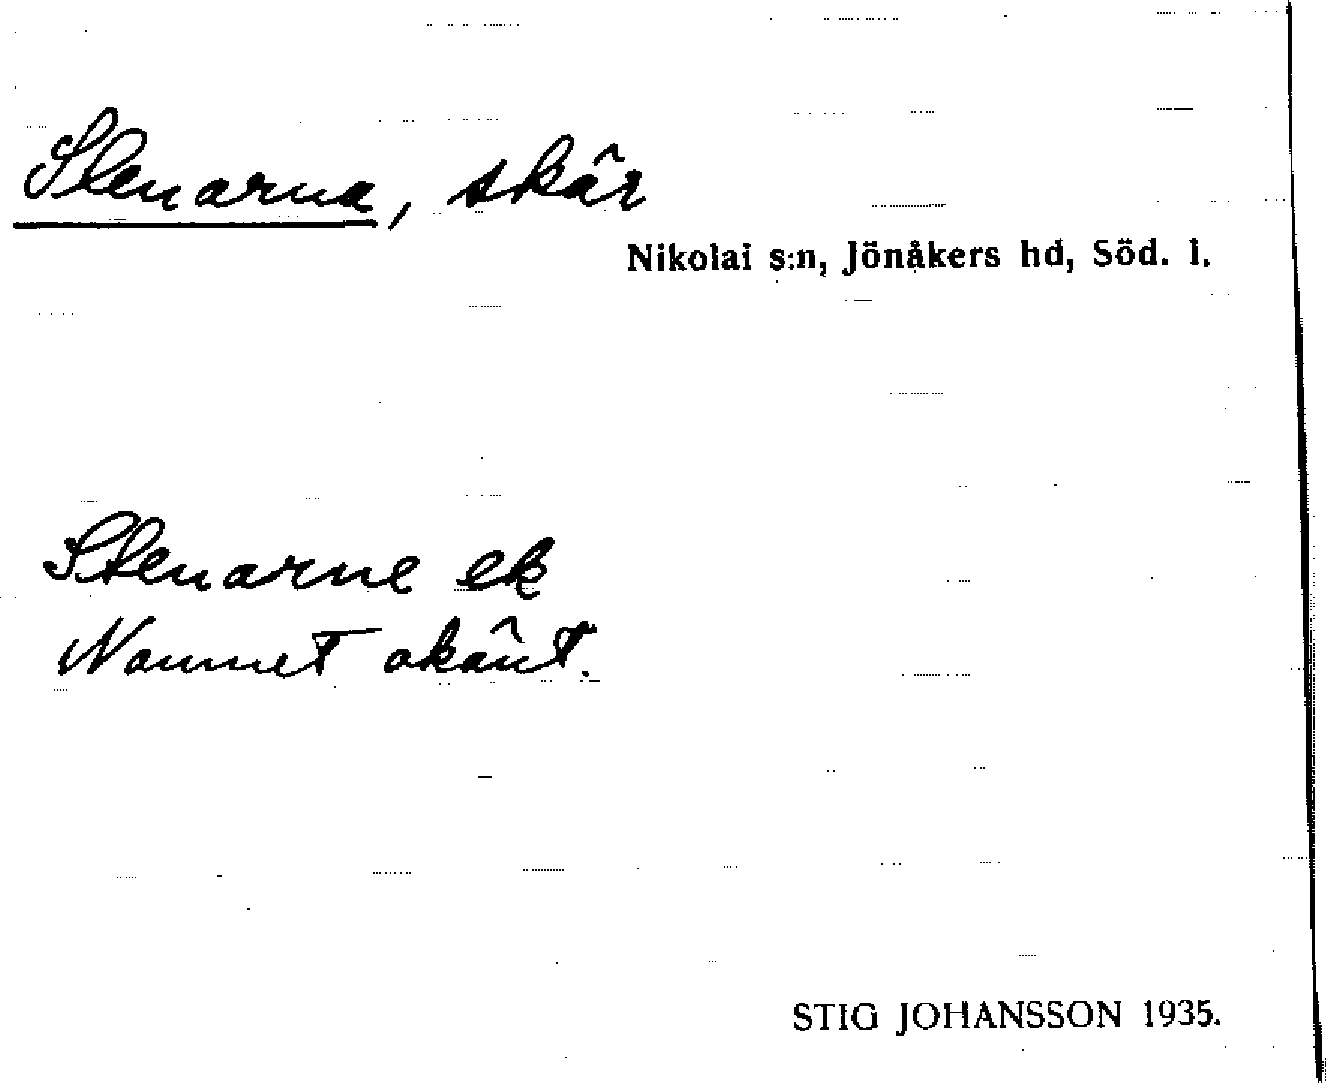 Stenarna, skär
Nikolai s:n, Jönåkers hd, Söd. l.
Stenarne ek
Namnet okänt.
STIG JOHANSSON 1935.